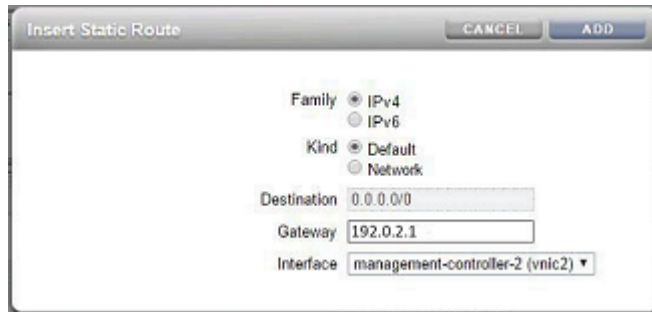 Insert Static Route CANCEL ADD
Family IPv4
IPv6
Kind Default
Network
Destination 0.0.0.0/0
Gateway 192.0.2.1
Interface management-controller-2 (vnic2)